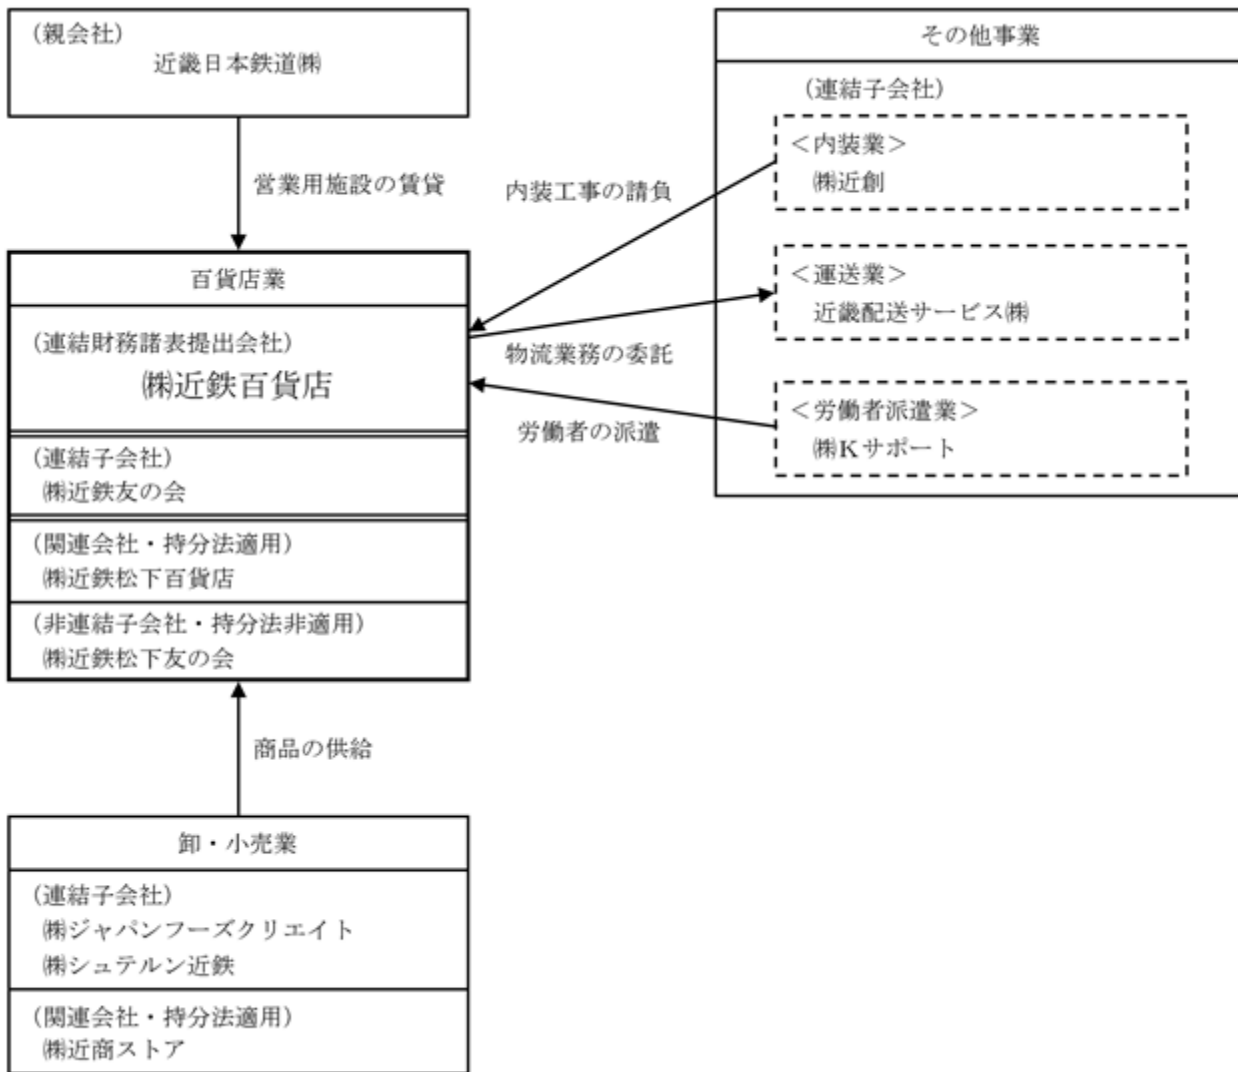 (親会社)
近畿日本鉄道㈱
営業用施設の賃貸
百貨店業
(連結財務諸表提出会社)
㈱近鉄百貨店
(連結子会社)
㈱近鉄友の会
(関連会社・持分法適用)
㈱近鉄松下百貨店
(非連結子会社・持分法非適用)
㈱近鉄松下友の会
商品の供給
卸・小売業
(連結子会社)
㈱ジャパンフーズクリエイト
㈱シュテルン近鉄
(関連会社・持分法適用)
㈱近商ストア
内装工事の請負
物流業務の委託
労働者の派遣
その他事業
(連結子会社)
＜内装業＞
㈱近創
＜運送業＞
近畿配送サービス㈱
＜労働者派遣業＞
㈱Kサポート